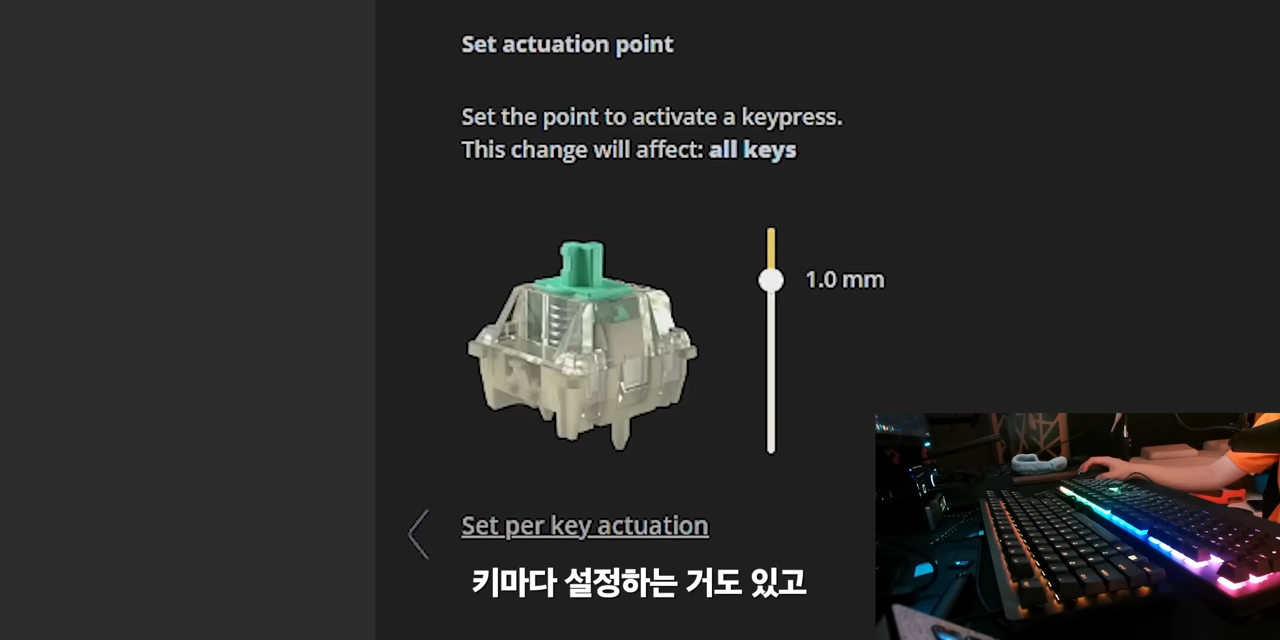 Set actuation point
Set the point to activate a keypress.
This change will affect: all keys
1.0 mm
Set per key actuation
키마다 설정하는 거도 있고